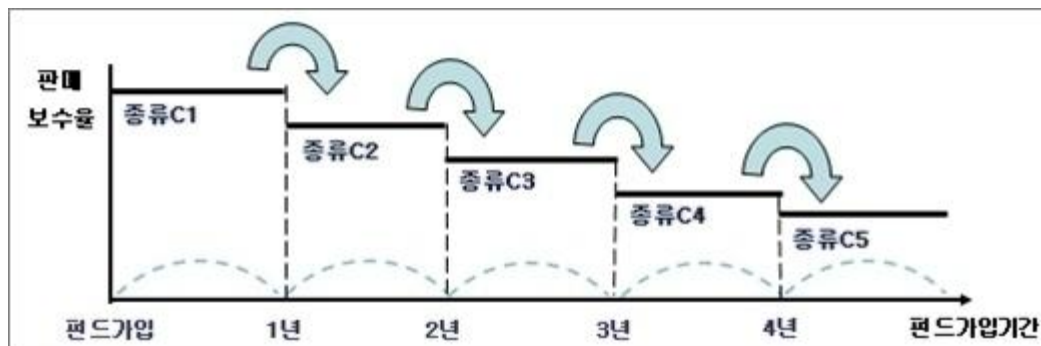 판매
보수율
종류C1
종류C2
종류C3
종류C4
종류C5
펀드가입
1년
2년
3년
4년
펀드가입기간